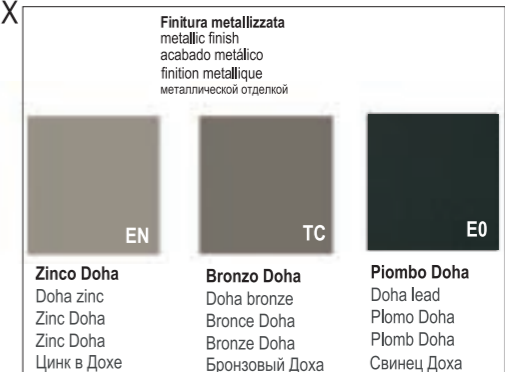 X
Finitura metallizzata
metallic finish
acabado metálico
finition metallique
металлической отделкой
EN
TC
E0
Zinco Doha
Doha zinc
Zinc Doha
Zinc Doha
Цинк в Дохе
Bronzo Doha
Doha bronze
Bronce Doha
Bronze Doha
Бронзовый Доха
Piombo Doha
Doha lead
Plomo Doha
Plomb Doha
Свинец Доха